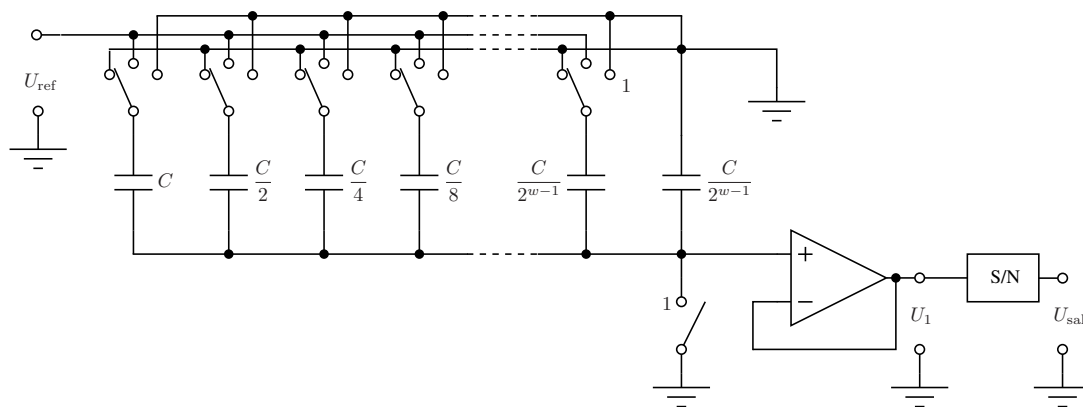 U_ref
1
C
C/2
C/4
C/8
C/2^{w-1}
C/2^{w-1}
+
−
S/N
1
U_1
U_sal